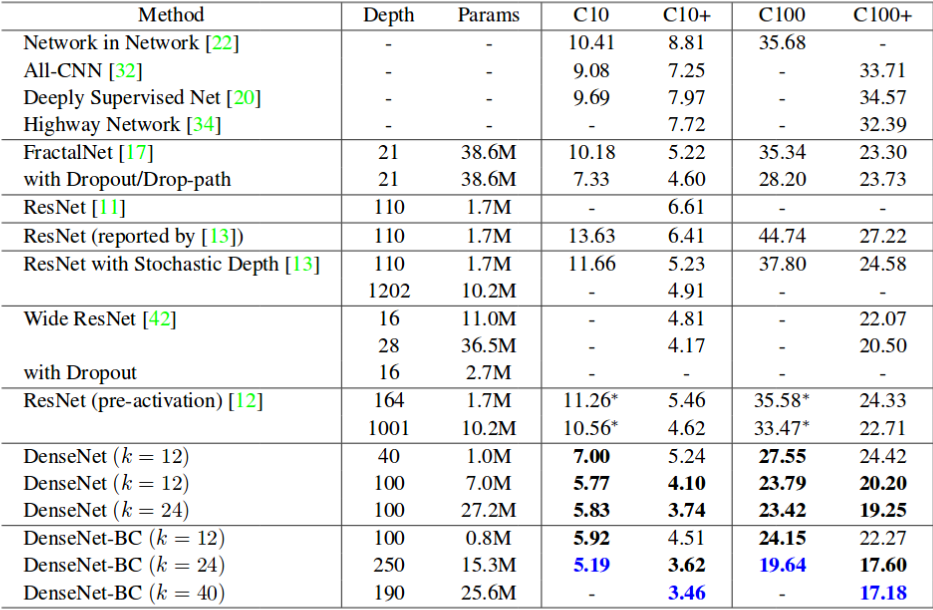 Method Depth Params C10 C10+ C100 C100+
Network in Network [22] - - 10.41 8.81 35.68 -
All-CNN [32] - - 9.08 7.25 - 33.71
Deeply Supervised Net [20] - - 9.69 7.97 - 34.57
Highway Network [34] - - - 7.72 - 32.39
FractalNet [17] 21 38.6M 10.18 5.22 35.34 23.30
with Dropout/Drop-path 21 38.6M 7.33 4.60 28.20 23.73
ResNet [11] 110 1.7M - 6.61 - -
ResNet (reported by [13]) 110 1.7M 13.63 6.41 44.74 27.22
ResNet with Stochastic Depth [13] 110 1.7M 11.66 5.23 37.80 24.58
1202 10.2M - 4.91 - -
Wide ResNet [42] 16 11.0M - 4.81 - 22.07
28 36.5M - 4.17 - 20.50
with Dropout 16 2.7M - - - -
ResNet (pre-activation) [12] 164 1.7M 11.26* 5.46 35.58* 24.33
1001 10.2M 10.56* 4.62 33.47* 22.71
DenseNet (k = 12) 40 1.0M 7.00 5.24 27.55 24.42
DenseNet (k = 12) 100 7.0M 5.77 4.10 23.79 20.20
DenseNet (k = 24) 100 27.2M 5.83 3.74 23.42 19.25
DenseNet-BC (k = 12) 100 0.8M 5.92 4.51 24.15 22.27
DenseNet-BC (k = 24) 250 15.3M 5.19 3.62 19.64 17.60
DenseNet-BC (k = 40) 190 25.6M - 3.46 - 17.18